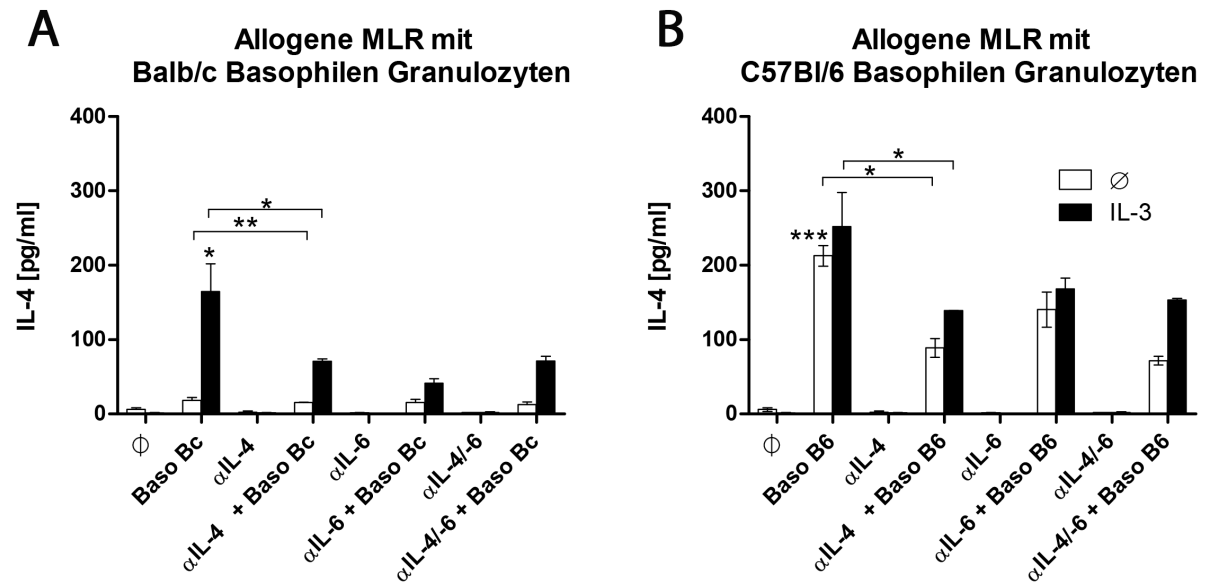 A
Allogene MLR mit
Balb/c Basophilen Granulozyten
IL-4 [pg/ml]
400
300
200
100
0
*
**
*
∅
Baso Bc
αIL-4
αIL-4 + Baso Bc
αIL-6
αIL-6 + Baso Bc
αIL-4/-6
αIL-4/-6 + Baso Bc
B
Allogene MLR mit
C57Bl/6 Basophilen Granulozyten
IL-4 [pg/ml]
400
300
200
100
0
*
*
***
∅
IL-3
∅
Baso B6
αIL-4
αIL-4 + Baso B6
αIL-6
αIL-6 + Baso B6
αIL-4/-6
αIL-4/-6 + Baso B6